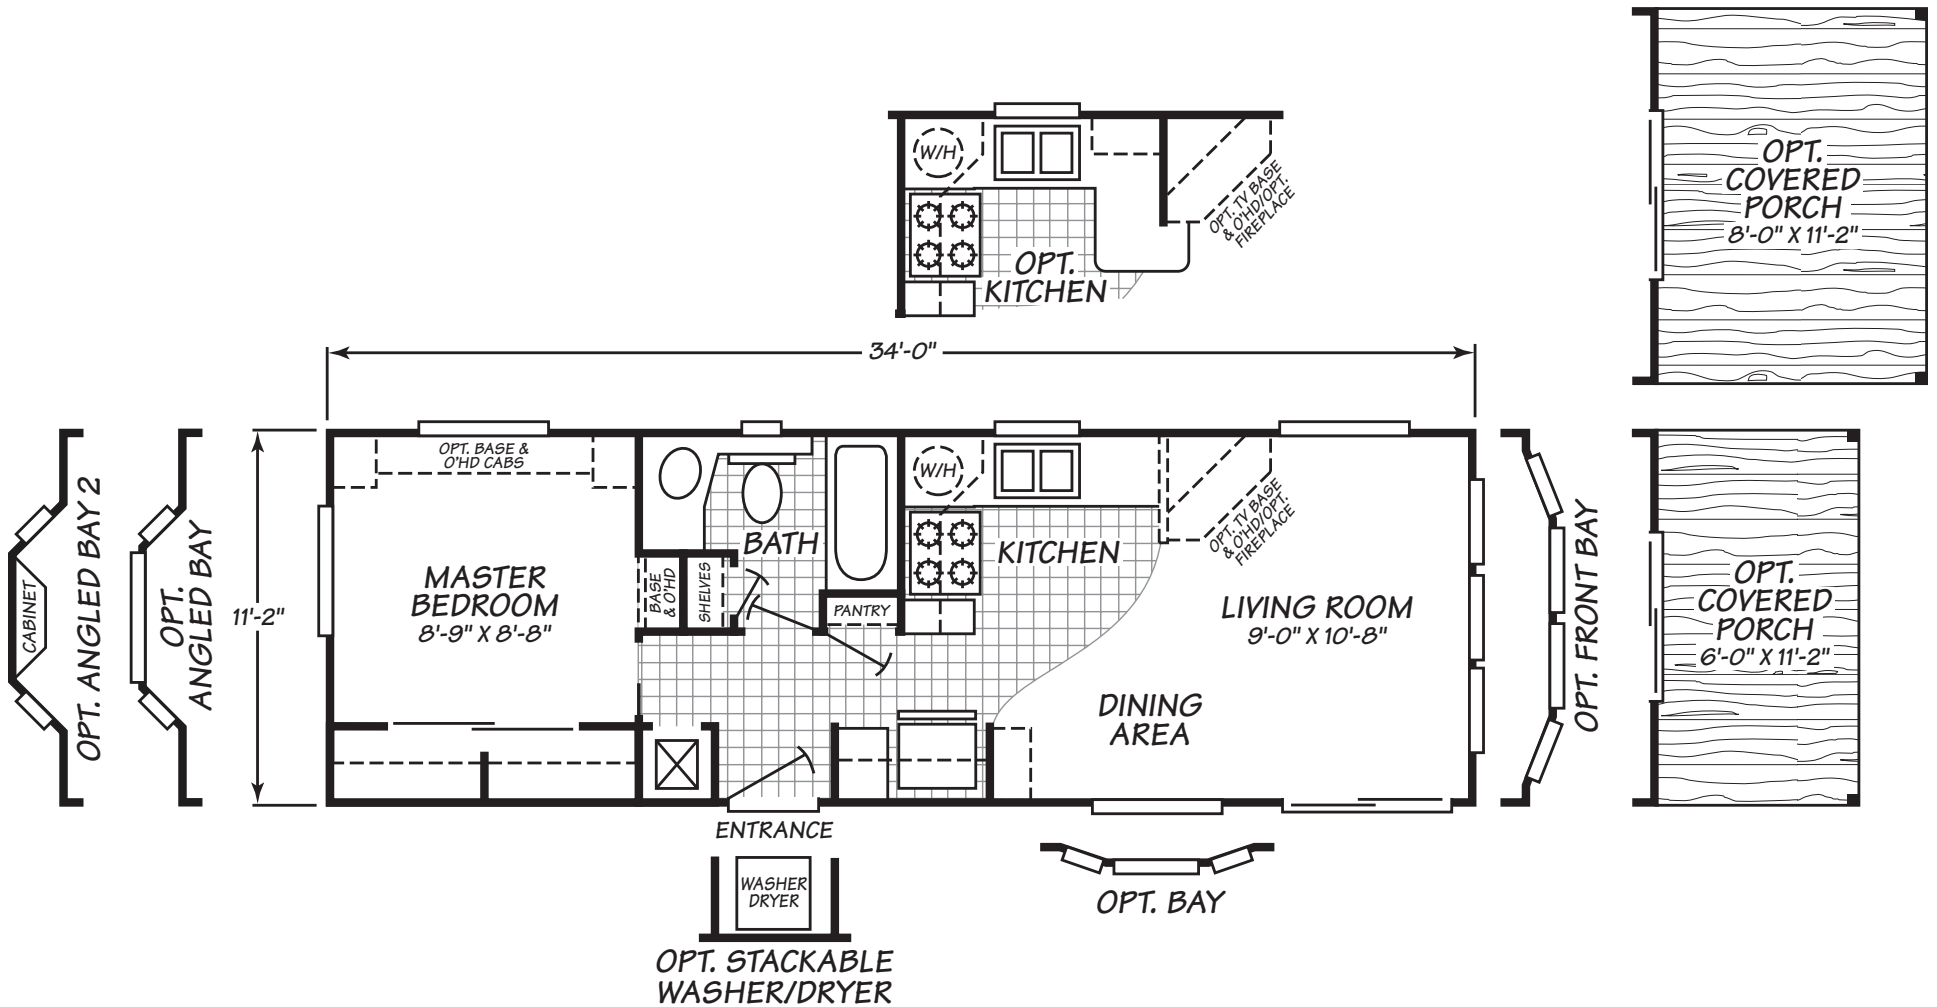 OPT.
COVERED
PORCH
8'-0" X 11'-2"
W/H
OPT. TV BASE
& O'HD/OPT.
FIREPLACE
OPT.
KITCHEN
34'-0"
CABINET
OPT. ANGLED BAY 2
OPT.
ANGLED BAY
11'-2"
OPT. BASE &
O'HD CABS
MASTER
BEDROOM
8'-9" X 8'-8"
BASE
& O'HD
SHELVES
BATH
PANTRY
W/H
KITCHEN
OPT. TV BASE
& O'HD/OPT.
FIREPLACE
LIVING ROOM
9'-0" X 10'-8"
DINING
AREA
OPT. FRONT BAY
OPT.
COVERED
PORCH
6'-0" X 11'-2"
ENTRANCE
WASHER
DRYER
OPT. STACKABLE
WASHER/DRYER
OPT. BAY